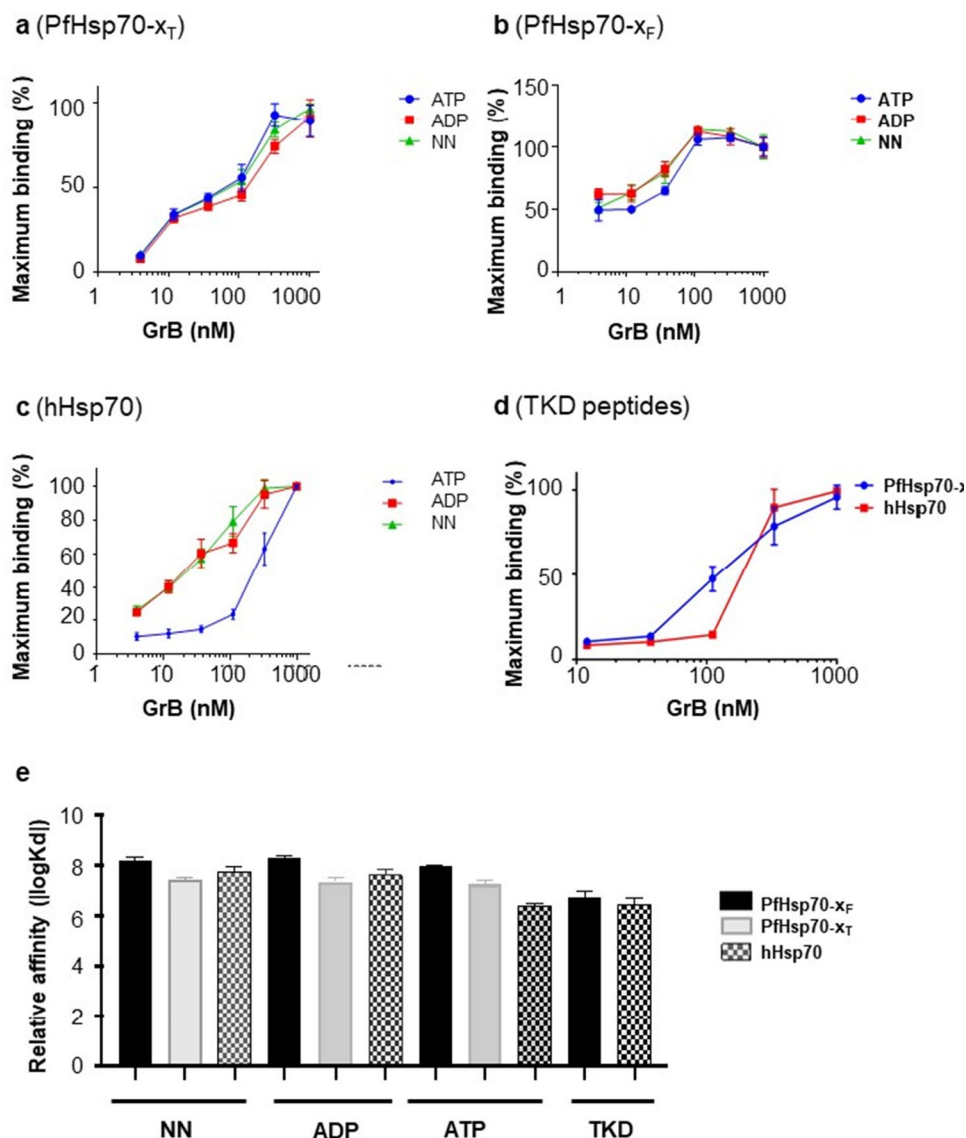 a (PfHsp70-xT)
Maximum binding (%)
100
50
0
1 10 100 1000
GrB (nM)
ATP
ADP
NN
b (PfHsp70-xF)
Maximum binding (%)
150
100
50
0
1 10 100 1000
GrB (nM)
ATP
ADP
NN
c (hHsp70)
Maximum binding (%)
100
80
60
40
20
0
1 10 100 1000
GrB (nM)
ATP
ADP
NN
d (TKD peptides)
Maximum binding (%)
100
50
0
10 100 1000
GrB (nM)
PfHsp70-x
hHsp70
e
Relative affinity (|logKd|)
10
8
6
4
2
0
NN ADP ATP TKD
PfHsp70-xF
PfHsp70-xT
hHsp70